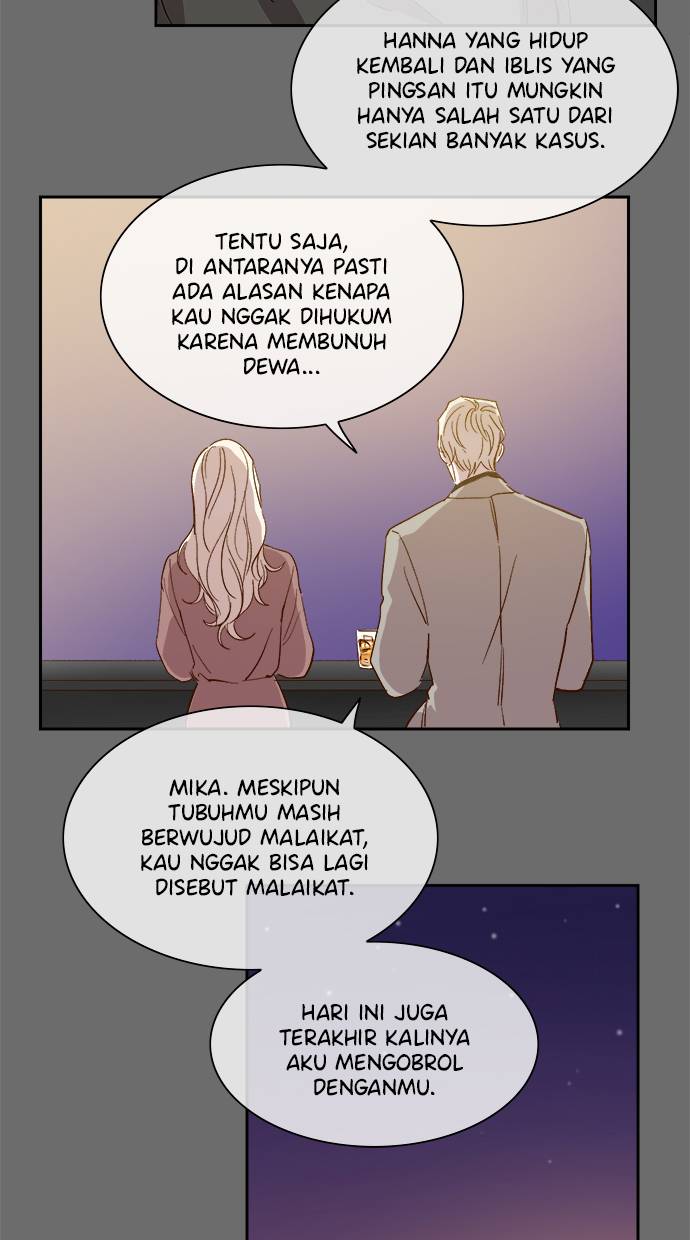 HANNA YANG HIDUP
KEMBALI DAN IBLIS YANG
PINGSAN ITU MUNGKIN
HANYA SALAH SATU DARI
SEKIAN BANYAK KASUS.
TENTU SAJA,
DI ANTARANYA PASTI
ADA ALASAN KENAPA
KAU NGGAK DIHUKUM
KARENA MEMBUNUH
DEWA...
MIKA. MESKIPUN
TUBUHMU MASIH
BERWUJUD MALAIKAT,
KAU NGGAK BISA LAGI
DISEBUT MALAIKAT.
HARI INI JUGA
TERAKHIR KALINYA
AKU MENGOBROL
DENGANMU.